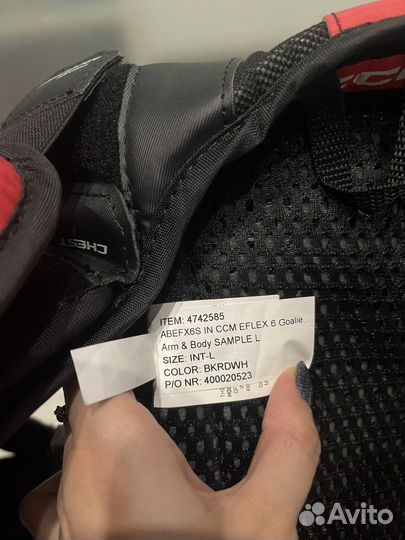 CCM
CHEST
ITEM: 4742585
ABEFX6S IN CCM EFLEX 6 Goalie
Arm & Body SAMPLE L
SIZE: INT-L
COLOR: BKRDWH
P/O NR: 400020523
Avito